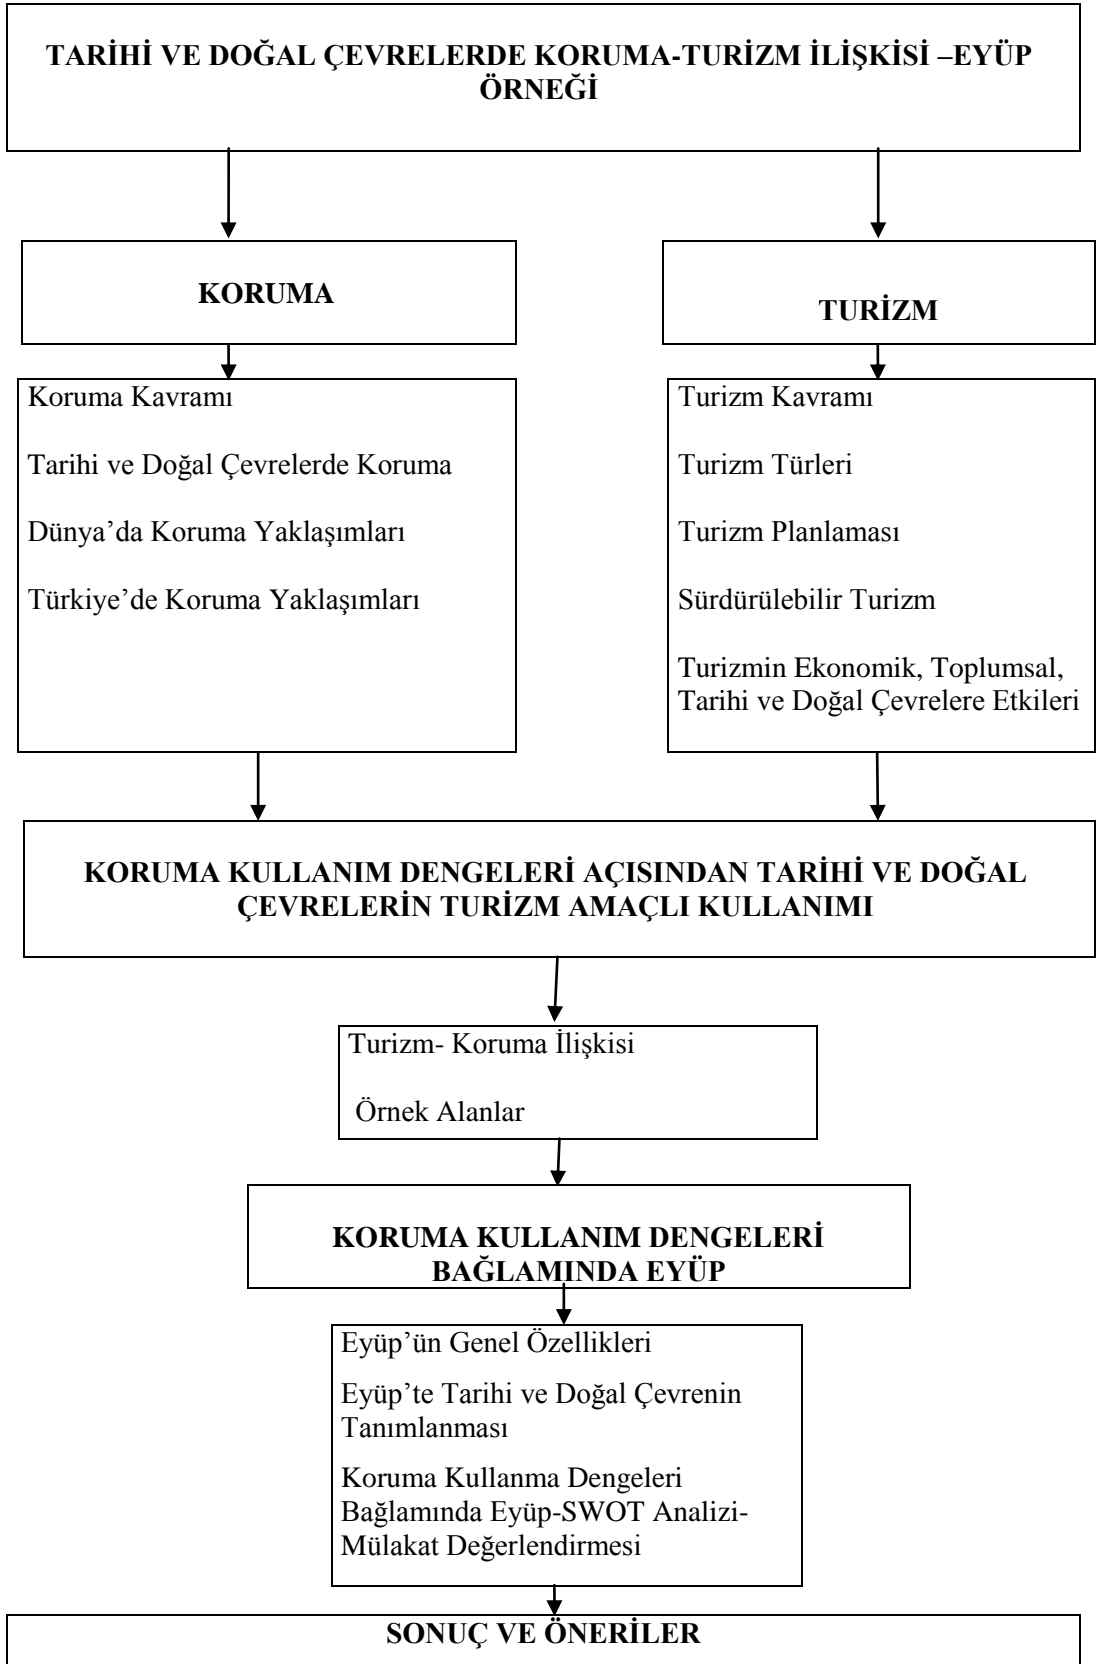 TARİHİ VE DOĞAL ÇEVRELERDE KORUMA-TURİZM İLİŞKİSİ –EYÜP
ÖRNEĞİ
KORUMA
Koruma Kavramı
Tarihi ve Doğal Çevrelerde Koruma
Dünya’da Koruma Yaklaşımları
Türkiye’de Koruma Yaklaşımları
TURİZM
Turizm Kavramı
Turizm Türleri
Turizm Planlaması
Sürdürülebilir Turizm
Turizmin Ekonomik, Toplumsal,
Tarihi ve Doğal Çevrelere Etkileri
KORUMA KULLANIM DENGELERİ AÇISINDAN TARİHİ VE DOĞAL
ÇEVRELERİN TURİZM AMAÇLI KULLANIMI
Turizm- Koruma İlişkisi
Örnek Alanlar
KORUMA KULLANIM DENGELERİ
BAĞLAMINDA EYÜP
Eyüp’ün Genel Özellikleri
Eyüp’te Tarihi ve Doğal Çevrenin
Tanımlanması
Koruma Kullanma Dengeleri
Bağlamında Eyüp-SWOT Analizi-
Mülakat Değerlendirmesi
SONUÇ VE ÖNERİLER